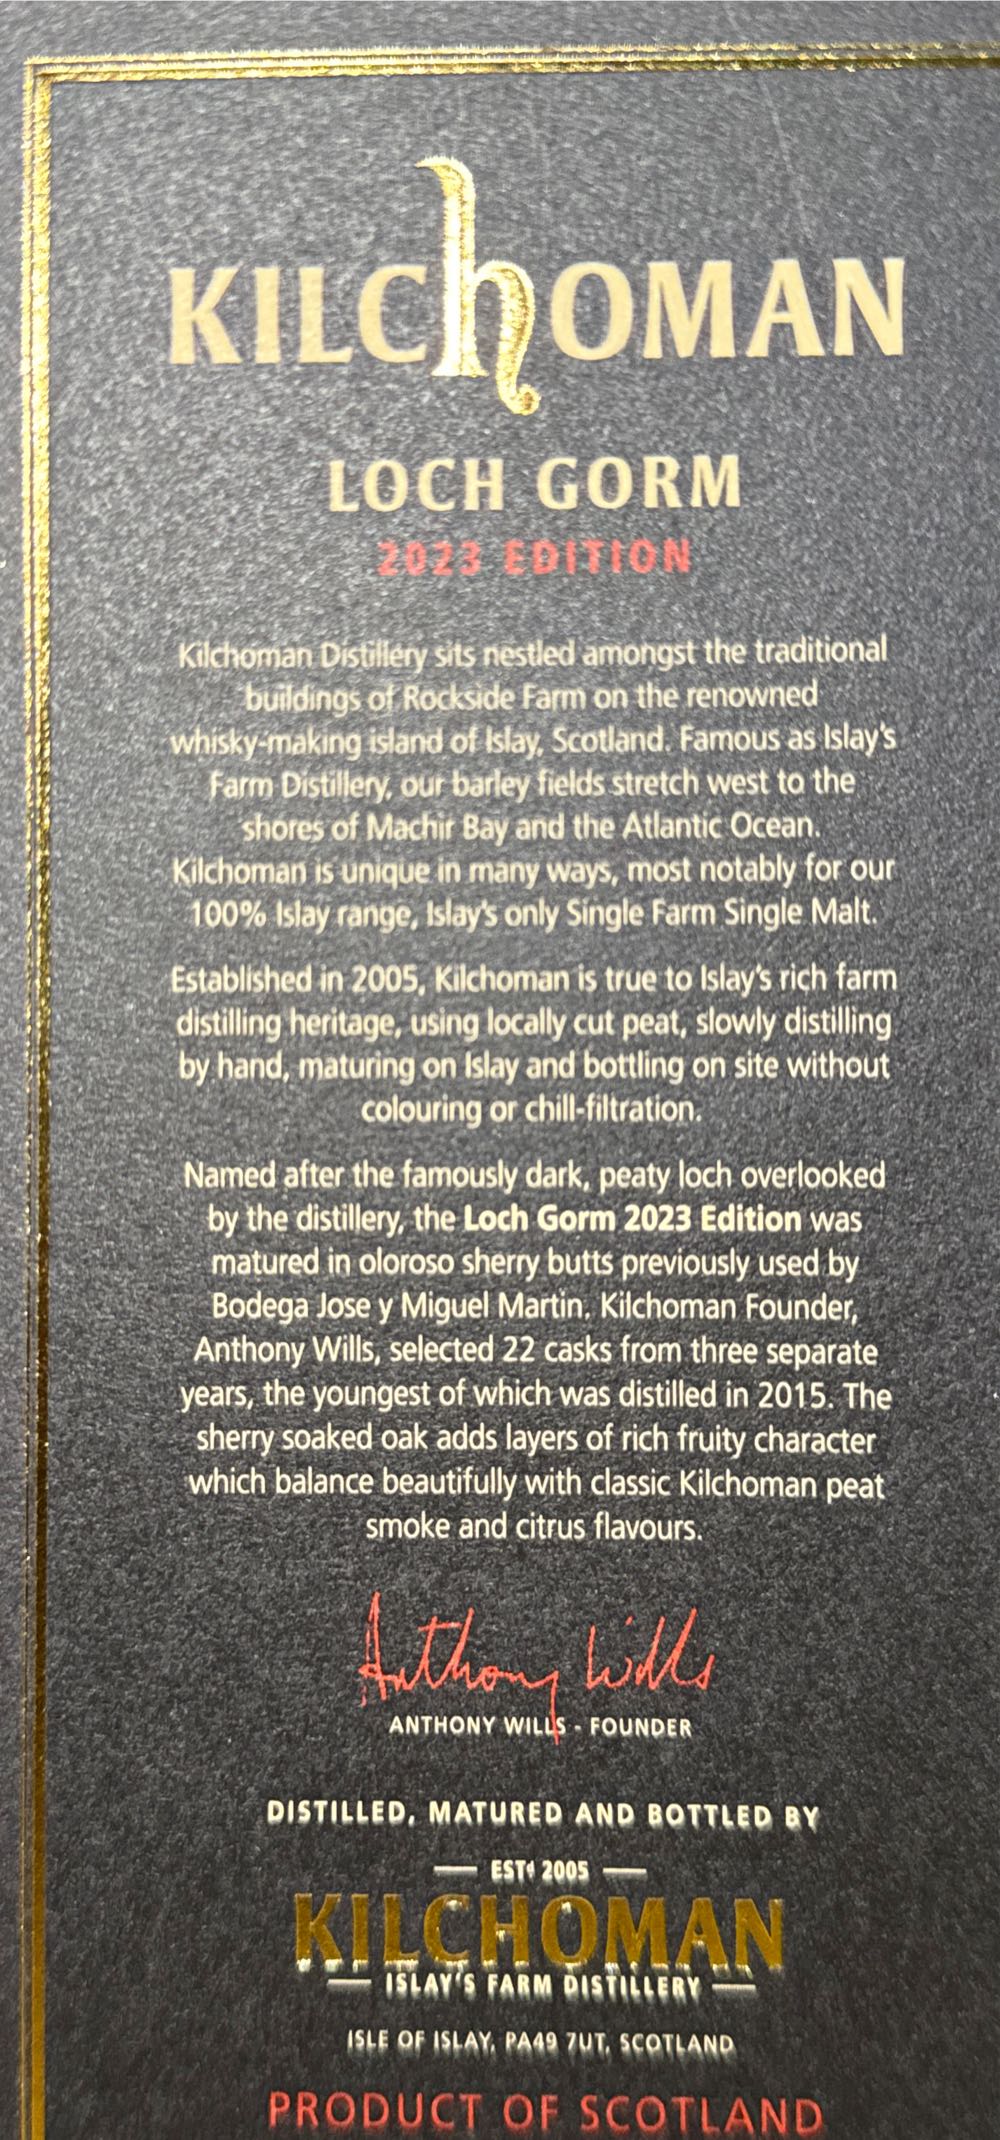 KILCHOMAN
LOCH GORM
2023 EDITION
Kilchoman Distillery sits nestled amongst the traditional
buildings of Rockside Farm on the renowned
whisky-making island of Islay, Scotland. Famous as Islay's
Farm Distillery, our barley fields stretch west to the
shores of Machir Bay and the Atlantic Ocean.
Kilchoman is unique in many ways, most notably for our
100% Islay range, Islay's only Single Farm Single Malt.
Established in 2005, Kilchoman is true to Islay's rich farm
distilling heritage, using locally cut peat, slowly distilling
by hand, maturing on Islay and bottling on site without
colouring or chill-filtration.
Named after the famously dark, peaty loch overlooked
by the distillery, the Loch Gorm 2023 Edition was
matured in oloroso sherry butts previously used by
Bodega Jose y Miguel Martin. Kilchoman Founder,
Anthony Wills, selected 22 casks from three separate
years, the youngest of which was distilled in 2015. The
sherry soaked oak adds layers of rich fruity character
which balance beautifully with classic Kilchoman peat
smoke and citrus flavours.
Anthony Wills
ANTHONY WILLS - FOUNDER
DISTILLED, MATURED AND BOTTLED BY
ESTd 2005
KILCHOMAN
ISLAY'S FARM DISTILLERY
ISLE OF ISLAY, PA49 7UT, SCOTLAND
PRODUCT OF SCOTLAND